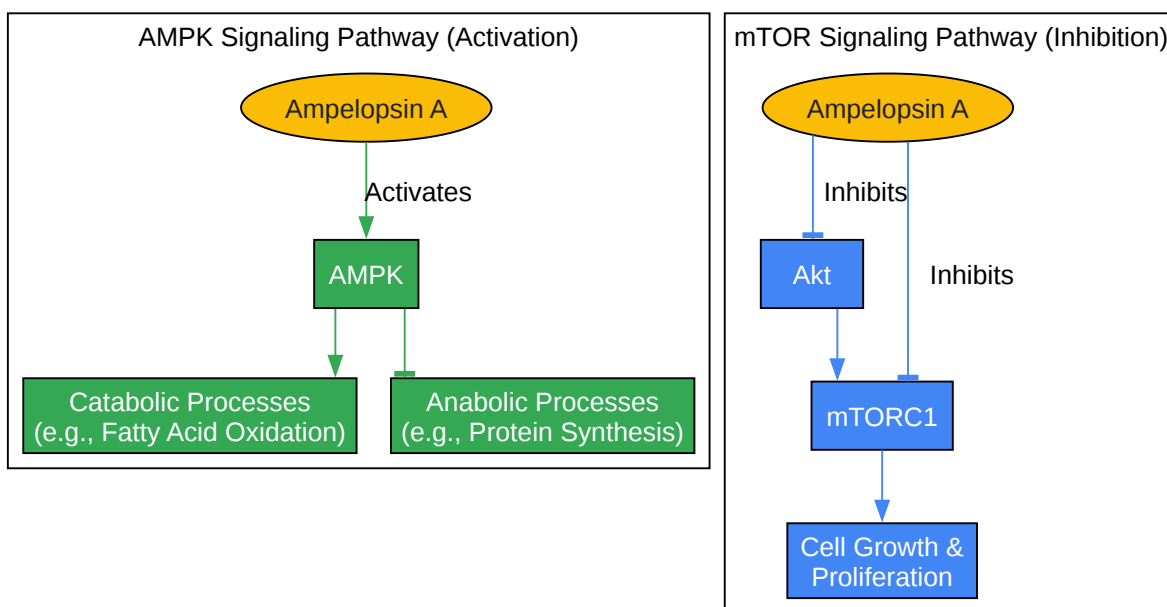 AMPK Signaling Pathway (Activation)
Ampelopsin A
Activates
AMPK
Catabolic Processes
(e.g., Fatty Acid Oxidation)
Anabolic Processes
(e.g., Protein Synthesis)
mTOR Signaling Pathway (Inhibition)
Ampelopsin A
Inhibits
Akt
Inhibits
mTORC1
Cell Growth &
Proliferation